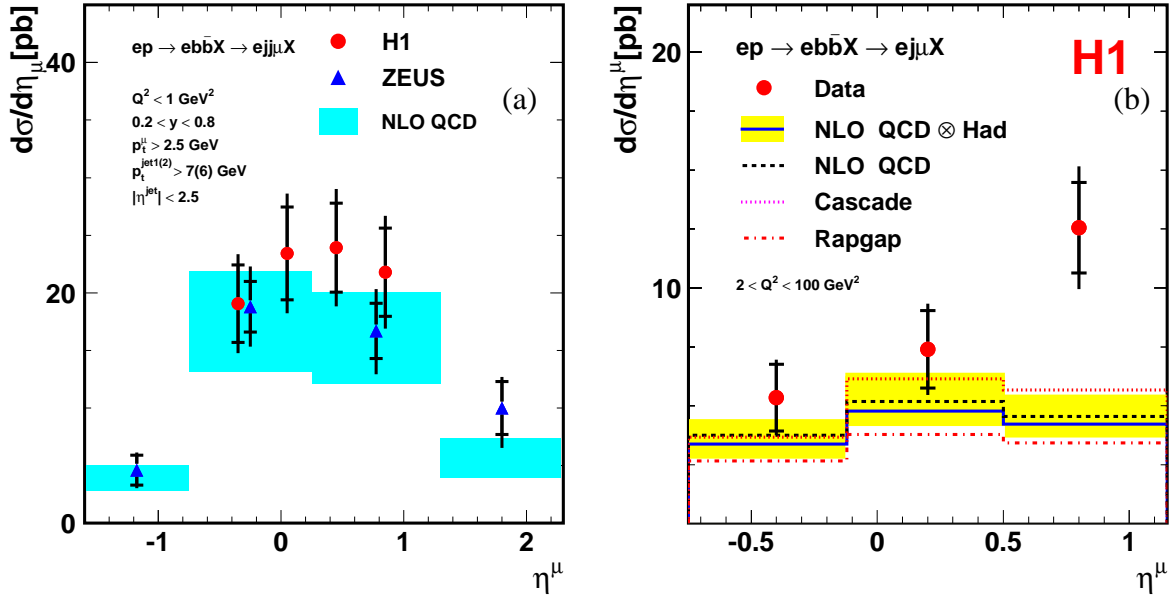 dσ/dη_μ[pb]
40
20
0
ep → ebb̄X → ejjμX
Q² < 1 GeV²
0.2 < y < 0.8
p_t^μ > 2.5 GeV
p_t^jet1(2) > 7(6) GeV
|η^jet| < 2.5
H1
ZEUS
NLO QCD
(a)
-1 0 1 2
η^μ
dσ/dη^μ[pb]
20
10
ep → ebb̄X → ejμX
H1
Data
(b)
NLO QCD ⊗ Had
NLO QCD
Cascade
Rapgap
2 < Q² < 100 GeV²
-0.5 0 0.5 1
η^μ